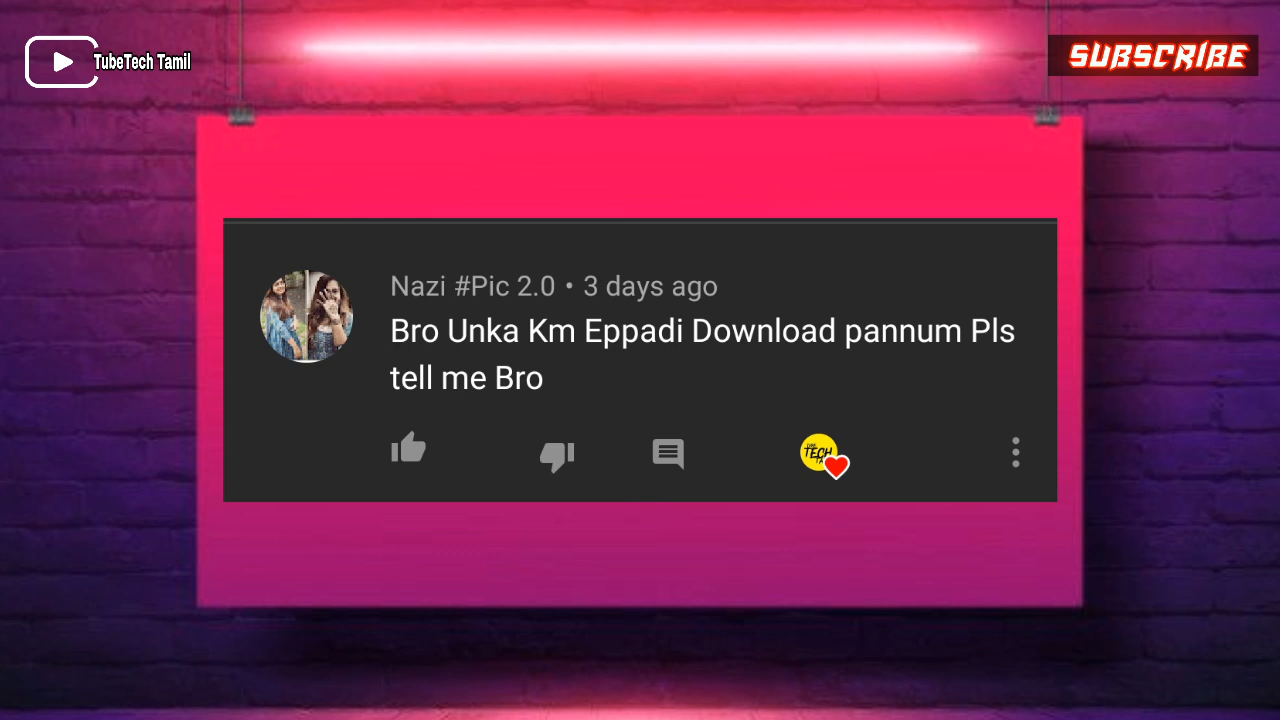 TubeTech Tamil
SUBSCRIBE
Nazi #Pic 2.0 • 3 days ago
Bro Unka Km Eppadi Download pannum Pls
tell me Bro
TECH